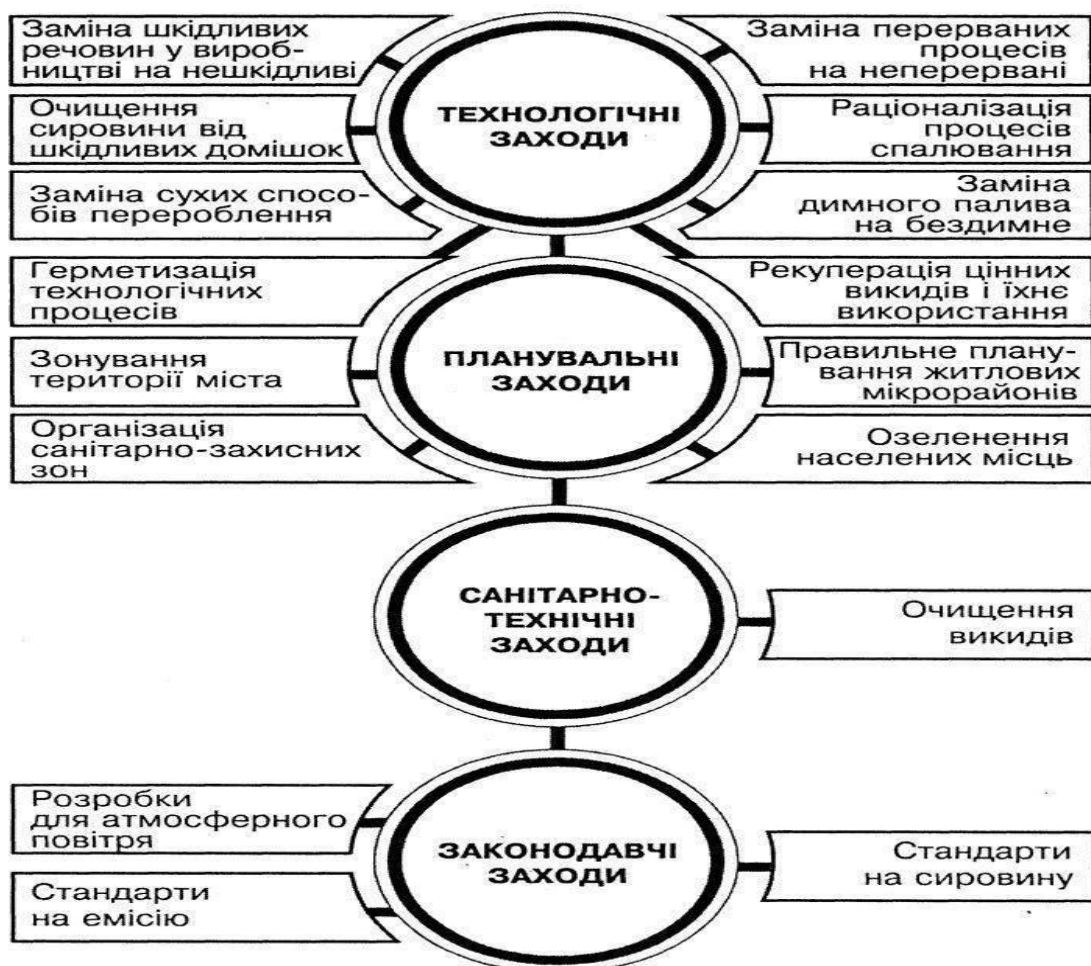 Заміна шкідливих
речовин у вироб-
ництві на нешкідливі
Очищення
сировини від
шкідливих домішок
Заміна сухих спосо-
бів перероблення
ТЕХНОЛОГІЧНІ
ЗАХОДИ
Заміна перерваних
процесів
на неперервані
Раціоналізація
процесів
спалювання
Заміна
димного палива
на бездимне
Герметизація
технологічних
процесів
Зонування
території міста
Організація
санітарно-захисних
зон
ПЛАНУВАЛЬНІ
ЗАХОДИ
Рекуперація цінних
викидів і їхнє
використання
Правильне плану-
вання житлових
мікрорайонів
Озеленення
населених місць
САНІТАРНО-
ТЕХНІЧНІ
ЗАХОДИ
Очищення
викидів
Розробки
для атмосферного
повітря
Стандарти
на емісію
ЗАКОНОДАВЧІ
ЗАХОДИ
Стандарти
на сировину